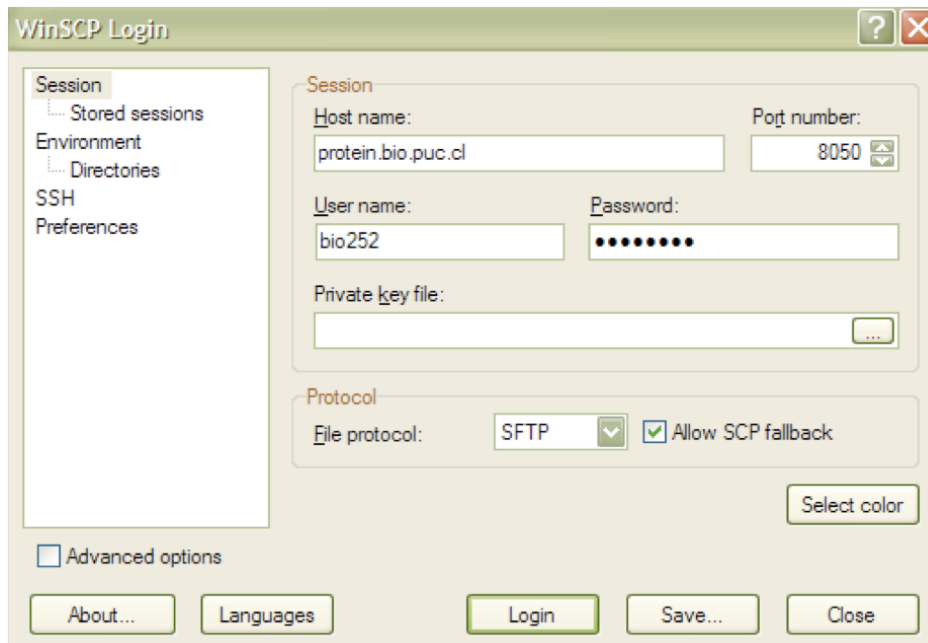 WinSCP Login
Session
Stored sessions
Environment
Directories
SSH
Preferences
Session
Host name:
Port number:
protein.bio.puc.cl
8050
User name:
Password:
bio252
••••••••
Private key file:
...
Protocol
File protocol:
SFTP
Allow SCP fallback
Select color
Advanced options
About...
Languages
Login
Save...
Close